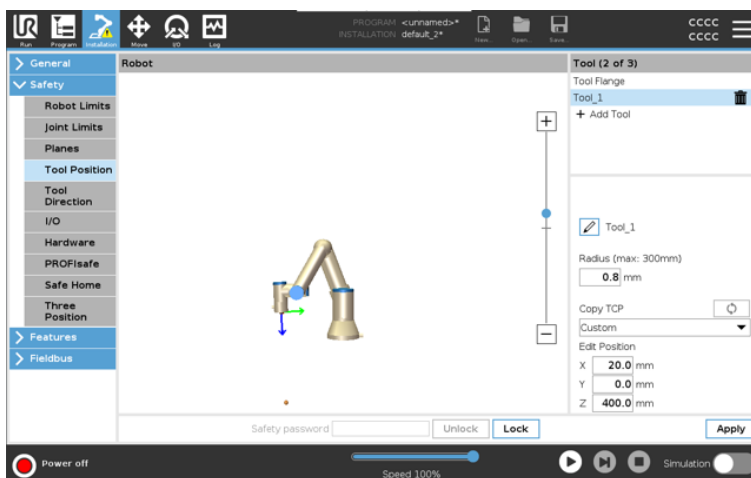 UR
Run
Program
Installation
Move
I/O
Log
PROGRAM <unnamed>*
INSTALLATION default_2*
New...
Open...
Save...
CCCC
CCCC
General
Safety
Robot Limits
Joint Limits
Planes
Tool Position
Tool
Direction
I/O
Hardware
PROFIsafe
Safe Home
Three
Position
Features
Fieldbus
Robot
Tool (2 of 3)
Tool Flange
Tool_1
+ Add Tool
Tool_1
Radius (max: 300mm)
0.8 mm
Copy TCP
Custom
Edit Position
X 20.0 mm
Y 0.0 mm
Z 400.0 mm
Safety password
Unlock
Lock
Apply
Power off
Speed 100%
Simulation